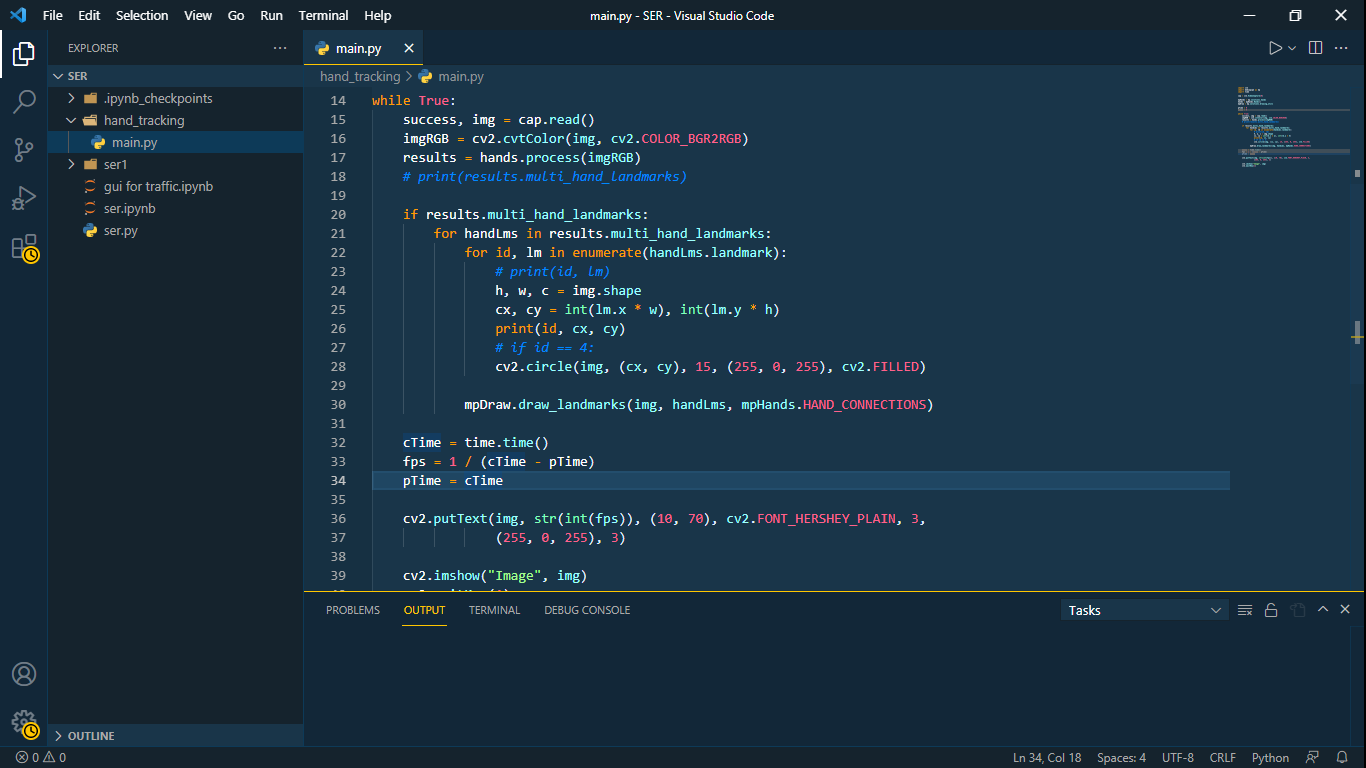 File Edit Selection View Go Run Terminal Help
main.py - SER - Visual Studio Code
EXPLORER
SER
.ipynb_checkpoints
hand_tracking
main.py
ser1
gui for traffic.ipynb
ser.ipynb
ser.py
OUTLINE
main.py
hand_tracking > main.py
14 while True:
15 success, img = cap.read()
16 imgRGB = cv2.cvtColor(img, cv2.COLOR_BGR2RGB)
17 results = hands.process(imgRGB)
18 # print(results.multi_hand_landmarks)
19
20 if results.multi_hand_landmarks:
21 for handLms in results.multi_hand_landmarks:
22 for id, lm in enumerate(handLms.landmark):
23 # print(id, lm)
24 h, w, c = img.shape
25 cx, cy = int(lm.x * w), int(lm.y * h)
26 print(id, cx, cy)
27 # if id == 4:
28 cv2.circle(img, (cx, cy), 15, (255, 0, 255), cv2.FILLED)
29
30 mpDraw.draw_landmarks(img, handLms, mpHands.HAND_CONNECTIONS)
31
32 cTime = time.time()
33 fps = 1 / (cTime - pTime)
34 pTime = cTime
35
36 cv2.putText(img, str(int(fps)), (10, 70), cv2.FONT_HERSHEY_PLAIN, 3,
37 (255, 0, 255), 3)
38
39 cv2.imshow("Image", img)
PROBLEMS OUTPUT TERMINAL DEBUG CONSOLE
Tasks
0 0
Ln 34, Col 18 Spaces: 4 UTF-8 CRLF Python